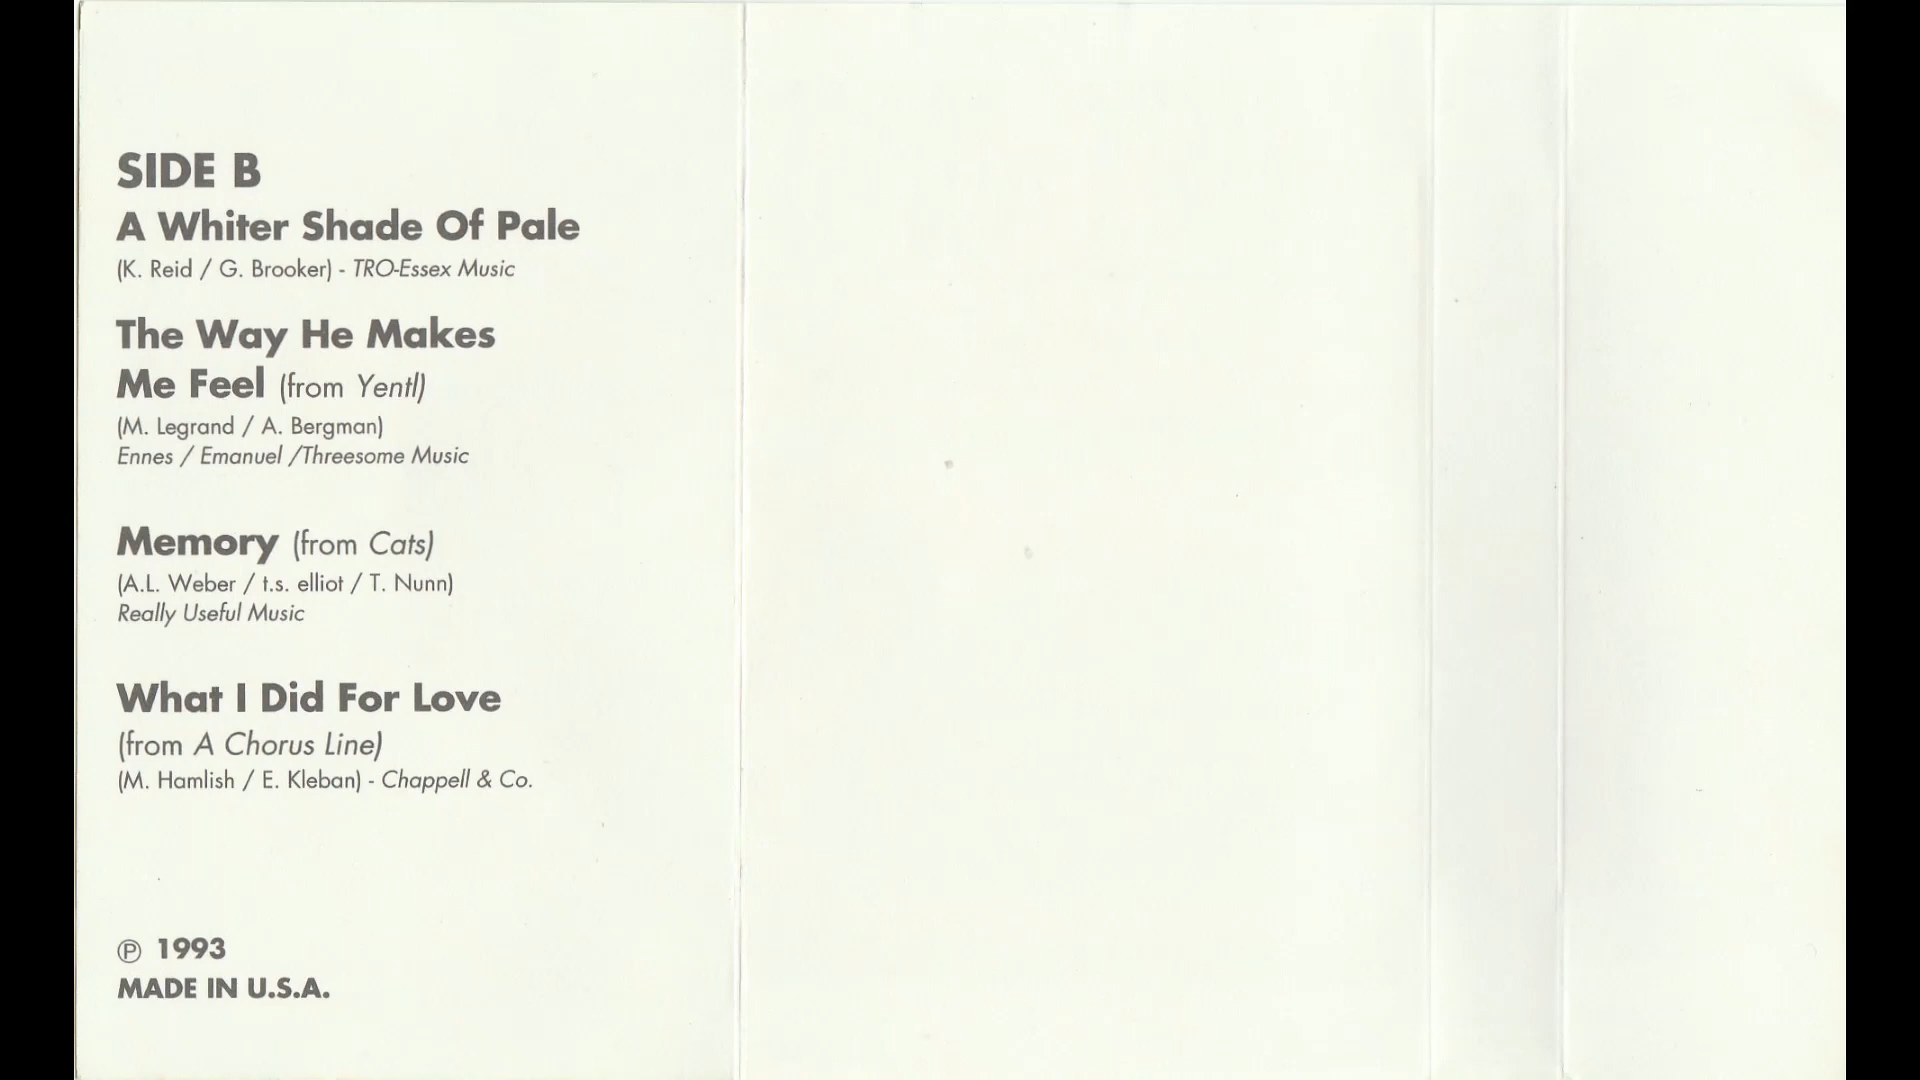 SIDE B
A Whiter Shade Of Pale
(K. Reid / G. Brooker) - TRO-Essex Music
The Way He Makes
Me Feel (from Yentl)
(M. Legrand / A. Bergman)
Ennes / Emanuel /Threesome Music
Memory (from Cats)
(A.L. Weber / t.s. elliot / T. Nunn)
Really Useful Music
What I Did For Love
(from A Chorus Line)
(M. Hamlish / E. Kleban) - Chappell & Co.
℗ 1993
MADE IN U.S.A.